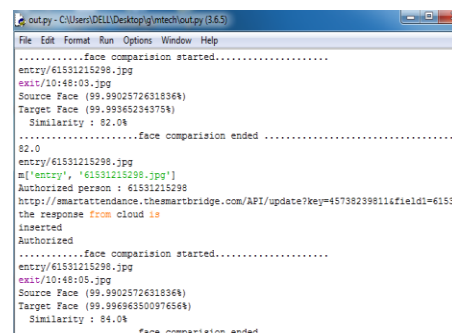 out.py - C:\Users\DELL\Desktop\g\mtech\out.py (3.6.5)
File Edit Format Run Options Window Help
............face comparision started.....................
entry/61531215298.jpg
exit/10:48:03.jpg
Source Face (99.9902572631836%)
Target Face (99.99365234375%)
Similarity : 82.0%
.....................face comparision ended ..................................
82.0
entry/61531215298.jpg
m['entry', '61531215298.jpg']
Authorized person : 61531215298
http://smartattendance.thesmartbridge.com/API/update?key=45738239811&field1=6153
the response from cloud is
inserted
Authorized
............face comparision started.....................
entry/61531215298.jpg
exit/10:48:05.jpg
Source Face (99.9902572631836%)
Target Face (99.99696350097656%)
Similarity : 84.0%
.....................face comparision ended